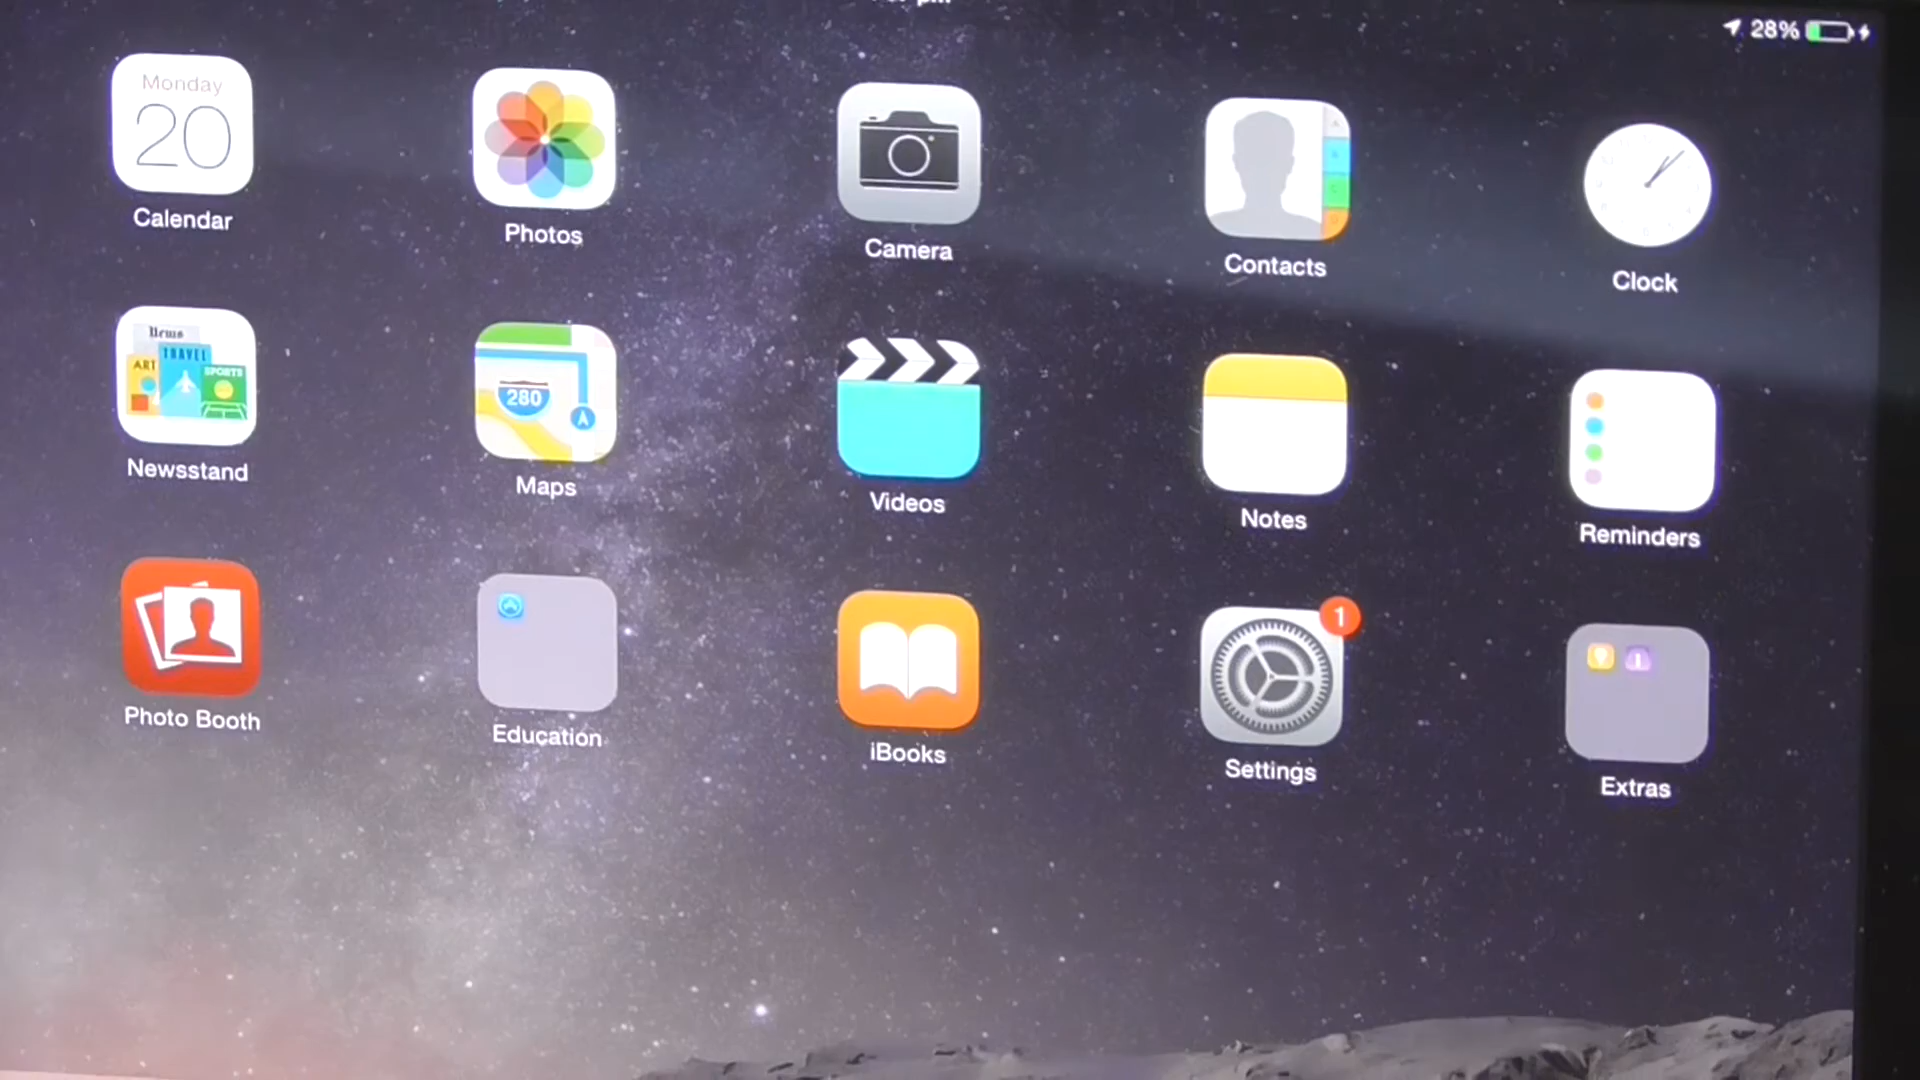 28%
Monday
20
Calendar
Photos
Camera
Contacts
Clock
News
TRAVEL
ART
SPORTS
280
Newsstand
Maps
Videos
Notes
Reminders
1
Photo Booth
Education
iBooks
Settings
Extras